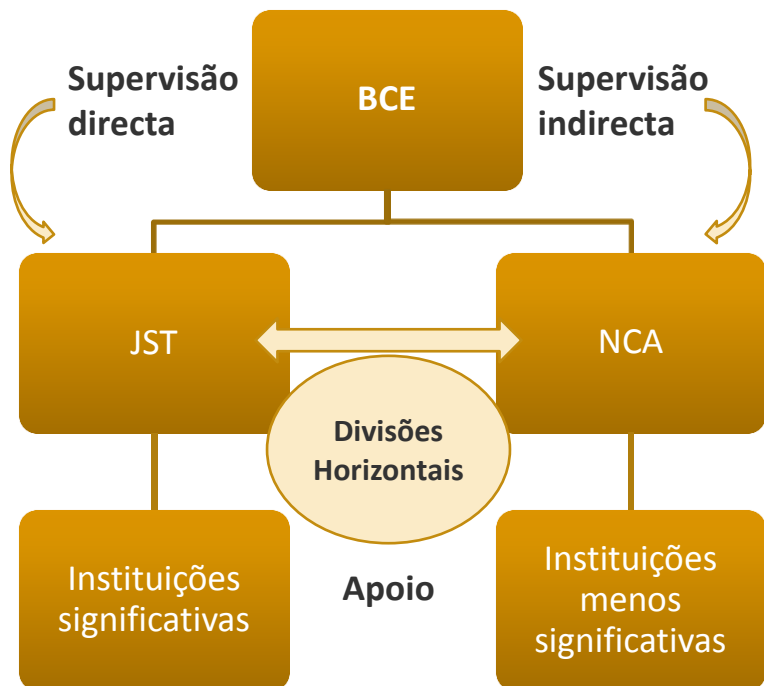 Supervisão
directa
BCE
Supervisão
indirecta
JST
NCA
Divisões
Horizontais
Instituições
significativas
Apoio
Instituições
menos
significativas